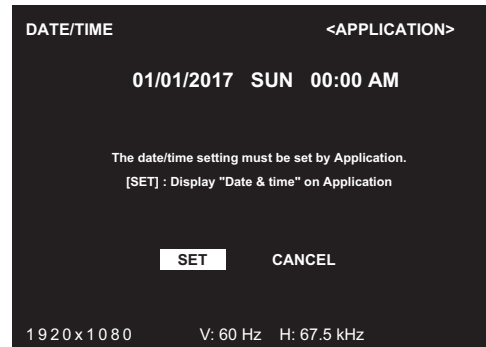 DATE/TIME <APPLICATION>
01/01/2017 SUN 00:00 AM
The date/time setting must be set by Application.
[SET] : Display "Date & time" on Application
SET CANCEL
1920x1080 V: 60 Hz H: 67.5 kHz